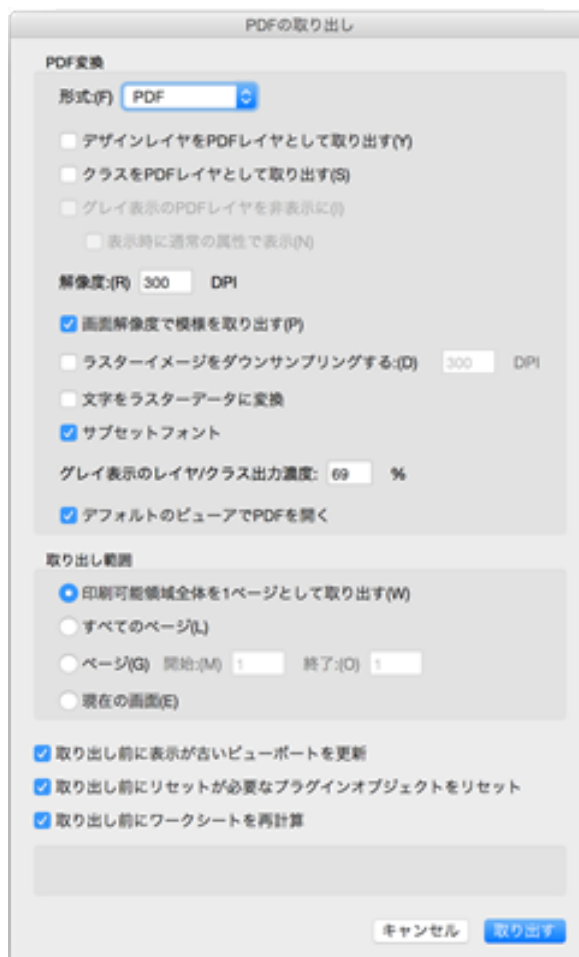 PDFの取り出し
PDF変換
形式:(F) PDF
デザインレイヤをPDFレイヤとして取り出す(Y)
クラスをPDFレイヤとして取り出す(S)
グレイ表示のPDFレイヤを非表示に(I)
表示時に通常の属性で表示(N)
解像度:(R) 300 DPI
画面解像度で模様を取り出す(P)
ラスターイメージをダウンサンプリングする:(D) 300 DPI
文字をラスターデータに変換
サブセットフォント
グレイ表示のレイヤ/クラス出力濃度: 69 %
デフォルトのビューアでPDFを開く
取り出し範囲
印刷可能領域全体を1ページとして取り出す(W)
すべてのページ(L)
ページ(G) 開始:(M) 1 終了:(O) 1
現在の画面(E)
取り出し前に表示が古いビューポートを更新
取り出し前にリセットが必要なプラグインオブジェクトをリセット
取り出し前にワークシートを再計算
キャンセル 取り出す